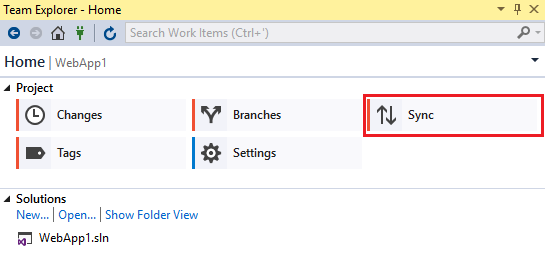 Team Explorer - Home
Search Work Items (Ctrl+')
Home | WebApp1
Project
Changes Branches Sync
Tags Settings
Solutions
New... | Open... | Show Folder View
WebApp1.sln